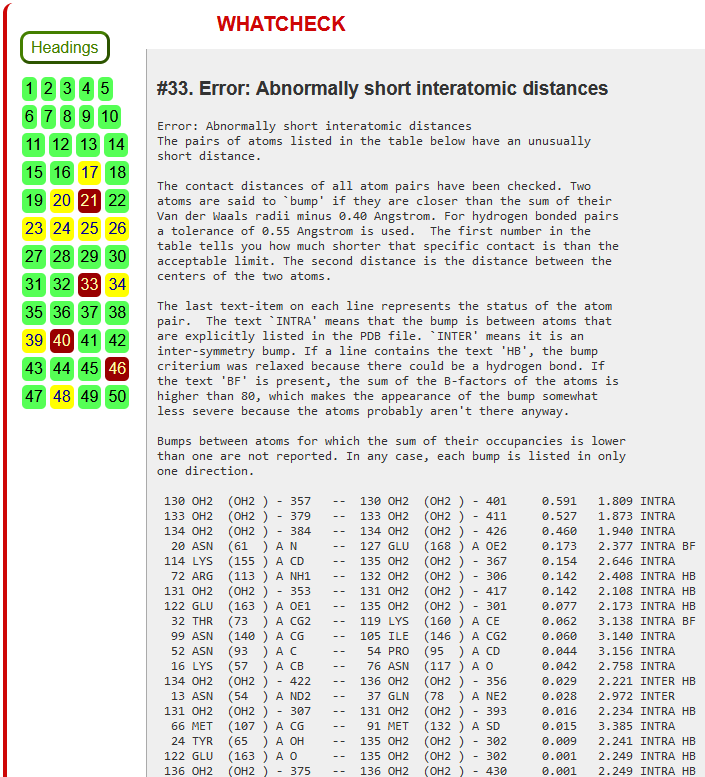 WHATCHECK
Headings
1 2 3 4 5
6 7 8 9 10
11 12 13 14
15 16 17 18
19 20 21 22
23 24 25 26
27 28 29 30
31 32 33 34
35 36 37 38
39 40 41 42
43 44 45 46
47 48 49 50
#33. Error: Abnormally short interatomic distances
Error: Abnormally short interatomic distances
The pairs of atoms listed in the table below have an unusually
short distance.
The contact distances of all atom pairs have been checked. Two
atoms are said to `bump' if they are closer than the sum of their
Van der Waals radii minus 0.40 Angstrom. For hydrogen bonded pairs
a tolerance of 0.55 Angstrom is used.  The first number in the
table tells you how much shorter that specific contact is than the
acceptable limit. The second distance is the distance between the
centers of the two atoms.
The last text-item on each line represents the status of the atom
pair.  The text `INTRA' means that the bump is between atoms that
are explicitly listed in the PDB file. `INTER' means it is an
inter-symmetry bump. If a line contains the text 'HB', the bump
criterium was relaxed because there could be a hydrogen bond. If
the text 'BF' is present, the sum of the B-factors of the atoms is
higher than 80, which makes the appearance of the bump somewhat
less severe because the atoms probably aren't there anyway.
Bumps between atoms for which the sum of their occupancies is lower
than one are not reported. In any case, each bump is listed in only
one direction.
130 OH2  (OH2 ) - 357   --  130 OH2  (OH2 ) - 401     0.591   1.809 INTRA
133 OH2  (OH2 ) - 379   --  133 OH2  (OH2 ) - 411     0.527   1.873 INTRA
134 OH2  (OH2 ) - 384   --  134 OH2  (OH2 ) - 426     0.460   1.940 INTRA
20 ASN  (61  ) A N     --  127 GLU  (168 ) A OE2     0.173   2.377 INTRA BF
114 LYS  (155 ) A CD    --  135 OH2  (OH2 ) - 367     0.154   2.646 INTRA
72 ARG  (113 ) A NH1   --  132 OH2  (OH2 ) - 306     0.142   2.408 INTRA HB
131 OH2  (OH2 ) - 353   --  131 OH2  (OH2 ) - 417     0.142   2.108 INTRA HB
122 GLU  (163 ) A OE1   --  135 OH2  (OH2 ) - 301     0.077   2.173 INTRA HB
32 THR  (73  ) A CG2   --  119 LYS  (160 ) A CE      0.062   3.138 INTRA BF
99 ASN  (140 ) A CG    --  105 ILE  (146 ) A CG2     0.060   3.140 INTRA
52 ASN  (93  ) A C     --   54 PRO  (95  ) A CD      0.044   3.156 INTRA
16 LYS  (57  ) A CB    --   76 ASN  (117 ) A O       0.042   2.758 INTRA
134 OH2  (OH2 ) - 422   --  136 OH2  (OH2 ) - 356     0.029   2.221 INTER HB
13 ASN  (54  ) A ND2   --   37 GLN  (78  ) A NE2     0.028   2.972 INTER
131 OH2  (OH2 ) - 307   --  131 OH2  (OH2 ) - 393     0.016   2.234 INTRA HB
66 MET  (107 ) A CG    --   91 MET  (132 ) A SD      0.015   3.385 INTRA
24 TYR  (65  ) A OH    --  135 OH2  (OH2 ) - 302     0.009   2.241 INTRA HB
122 GLU  (163 ) A O     --  135 OH2  (OH2 ) - 302     0.001   2.249 INTRA HB
136 OH2  (OH2 ) - 375   --  136 OH2  (OH2 ) - 430     0.001   2.249 INTRA HB